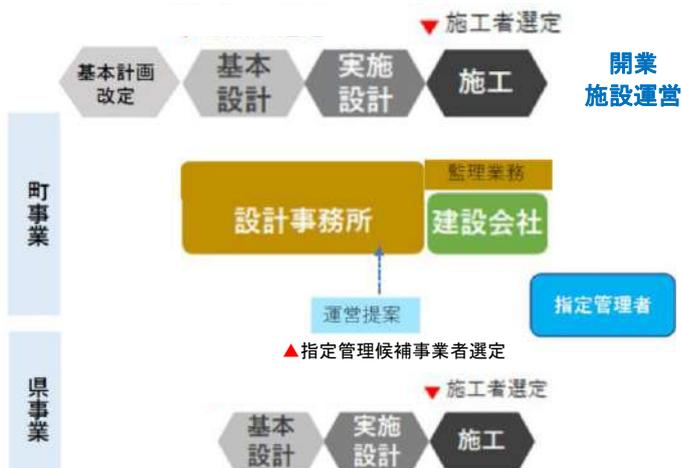 ▼施工者選定
基本計画
改定
基本
設計
実施
設計
施工
開業
施設運営
町事業
監理業務
設計事務所
建設会社
運営提案
指定管理者
▲指定管理候補事業者選定
県事業
▼施工者選定
基本
設計
実施
設計
施工